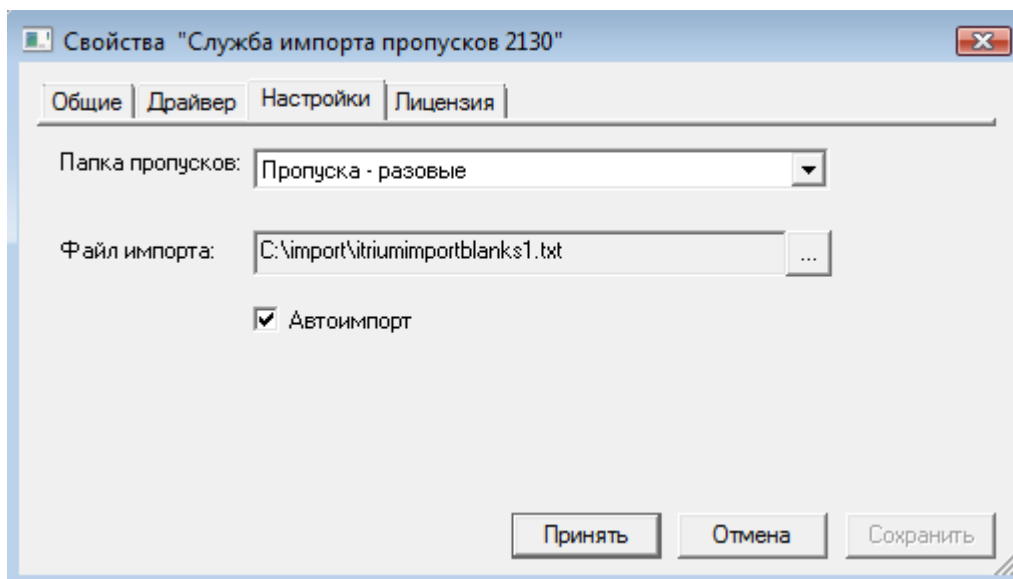 Свойства "Служба импорта пропусков 2130"
Общие Драйвер Настройки Лицензия
Папка пропусков: Пропуска - разовые
Файл импорта: C:\import\itriumimportblanks1.txt ...
Автоимпорт
Принять Отмена Сохранить